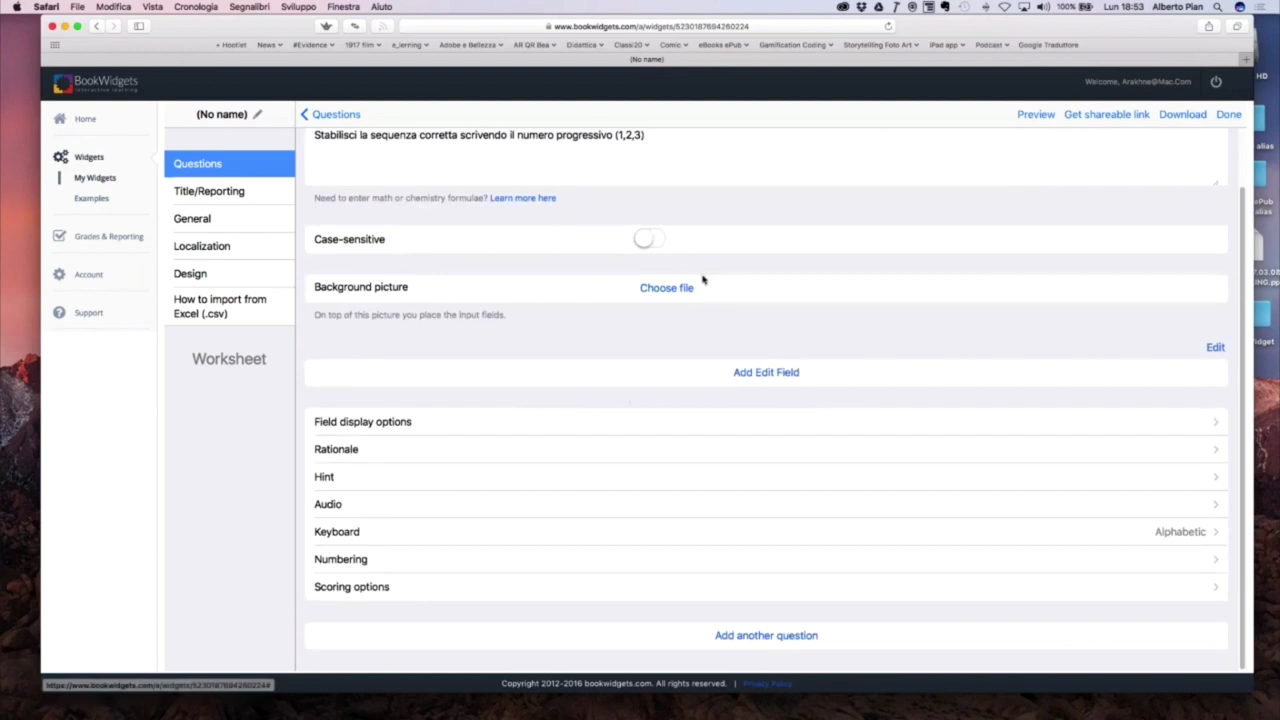 Safari File Modifica Vista Cronologia Segnalibri Sviluppo Finestra Aiuto 100% Lun 18:53 Alberto Pian
www.bookwidgets.com/a/widgets/5230187694260224
+ Hootlet News #Evidence 1917 film e_lerning Adobe e Bellezza AR QR Bea Didattica Classi20 Comic eBooks ePub Gamification Coding Storytellling Foto Art iPad app Podcast Google Traduttore
(No name)
HD
BookWidgets
interactive learning
Welcome, Arakhne@Mac.Com
Home
(No name)
Questions
Preview Get shareable link Download Done
Stabilisci la sequenza corretta scrivendo il numero progressivo (1,2,3)
alias
Widgets
Questions
My Widgets
Title/Reporting
Examples
Need to enter math or chemistry formulae? Learn more here
ePub
alias
General
Grades & Reporting
Case-sensitive
Localization
Account
Design
Background picture
Choose file
How to import from
Excel (.csv)
Support
On top of this picture you place the input fields.
Edit
Worksheet
Add Edit Field
Field display options
Rationale
Hint
Audio
Keyboard Alphabetic
Numbering
Scoring options
Add another question
Copyright 2012-2016 bookwidgets.com. All rights reserved. | Privacy Policy
https://www.bookwidgets.com/a/widgets/5230187694260224#